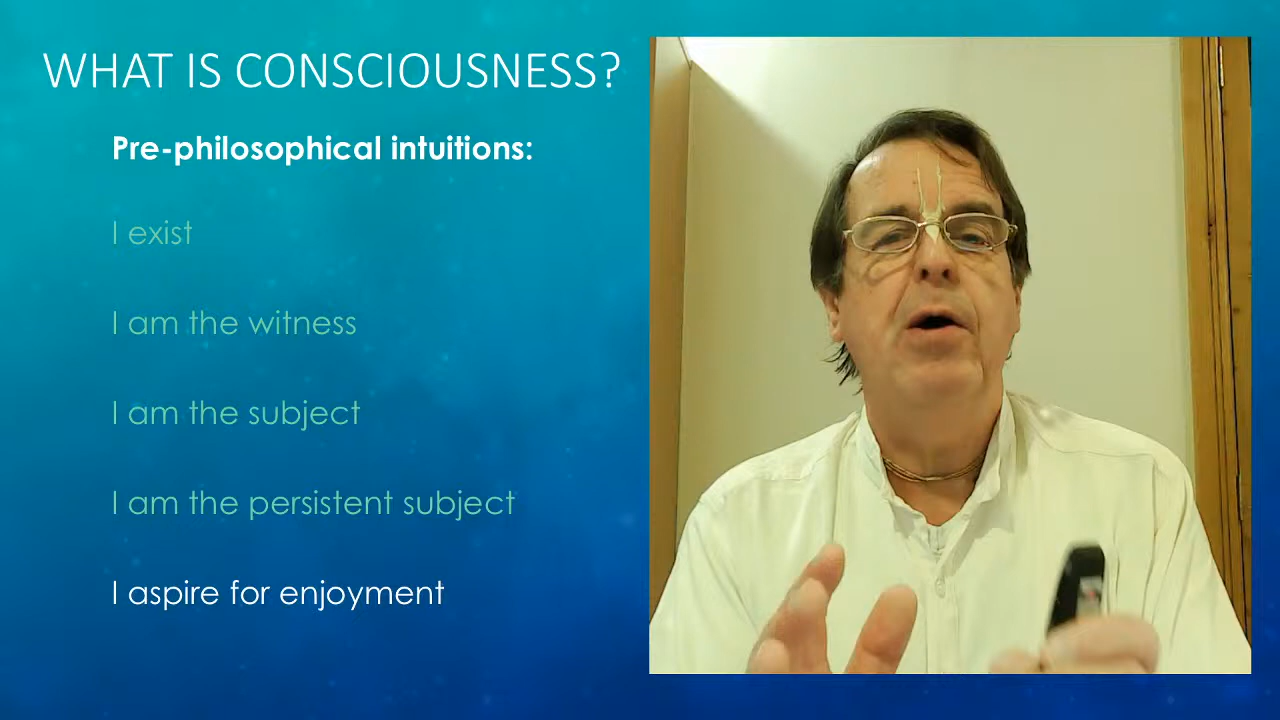 WHAT IS CONSCIOUSNESS?
Pre-philosophical intuitions:
I exist
I am the witness
I am the subject
I am the persistent subject
I aspire for enjoyment